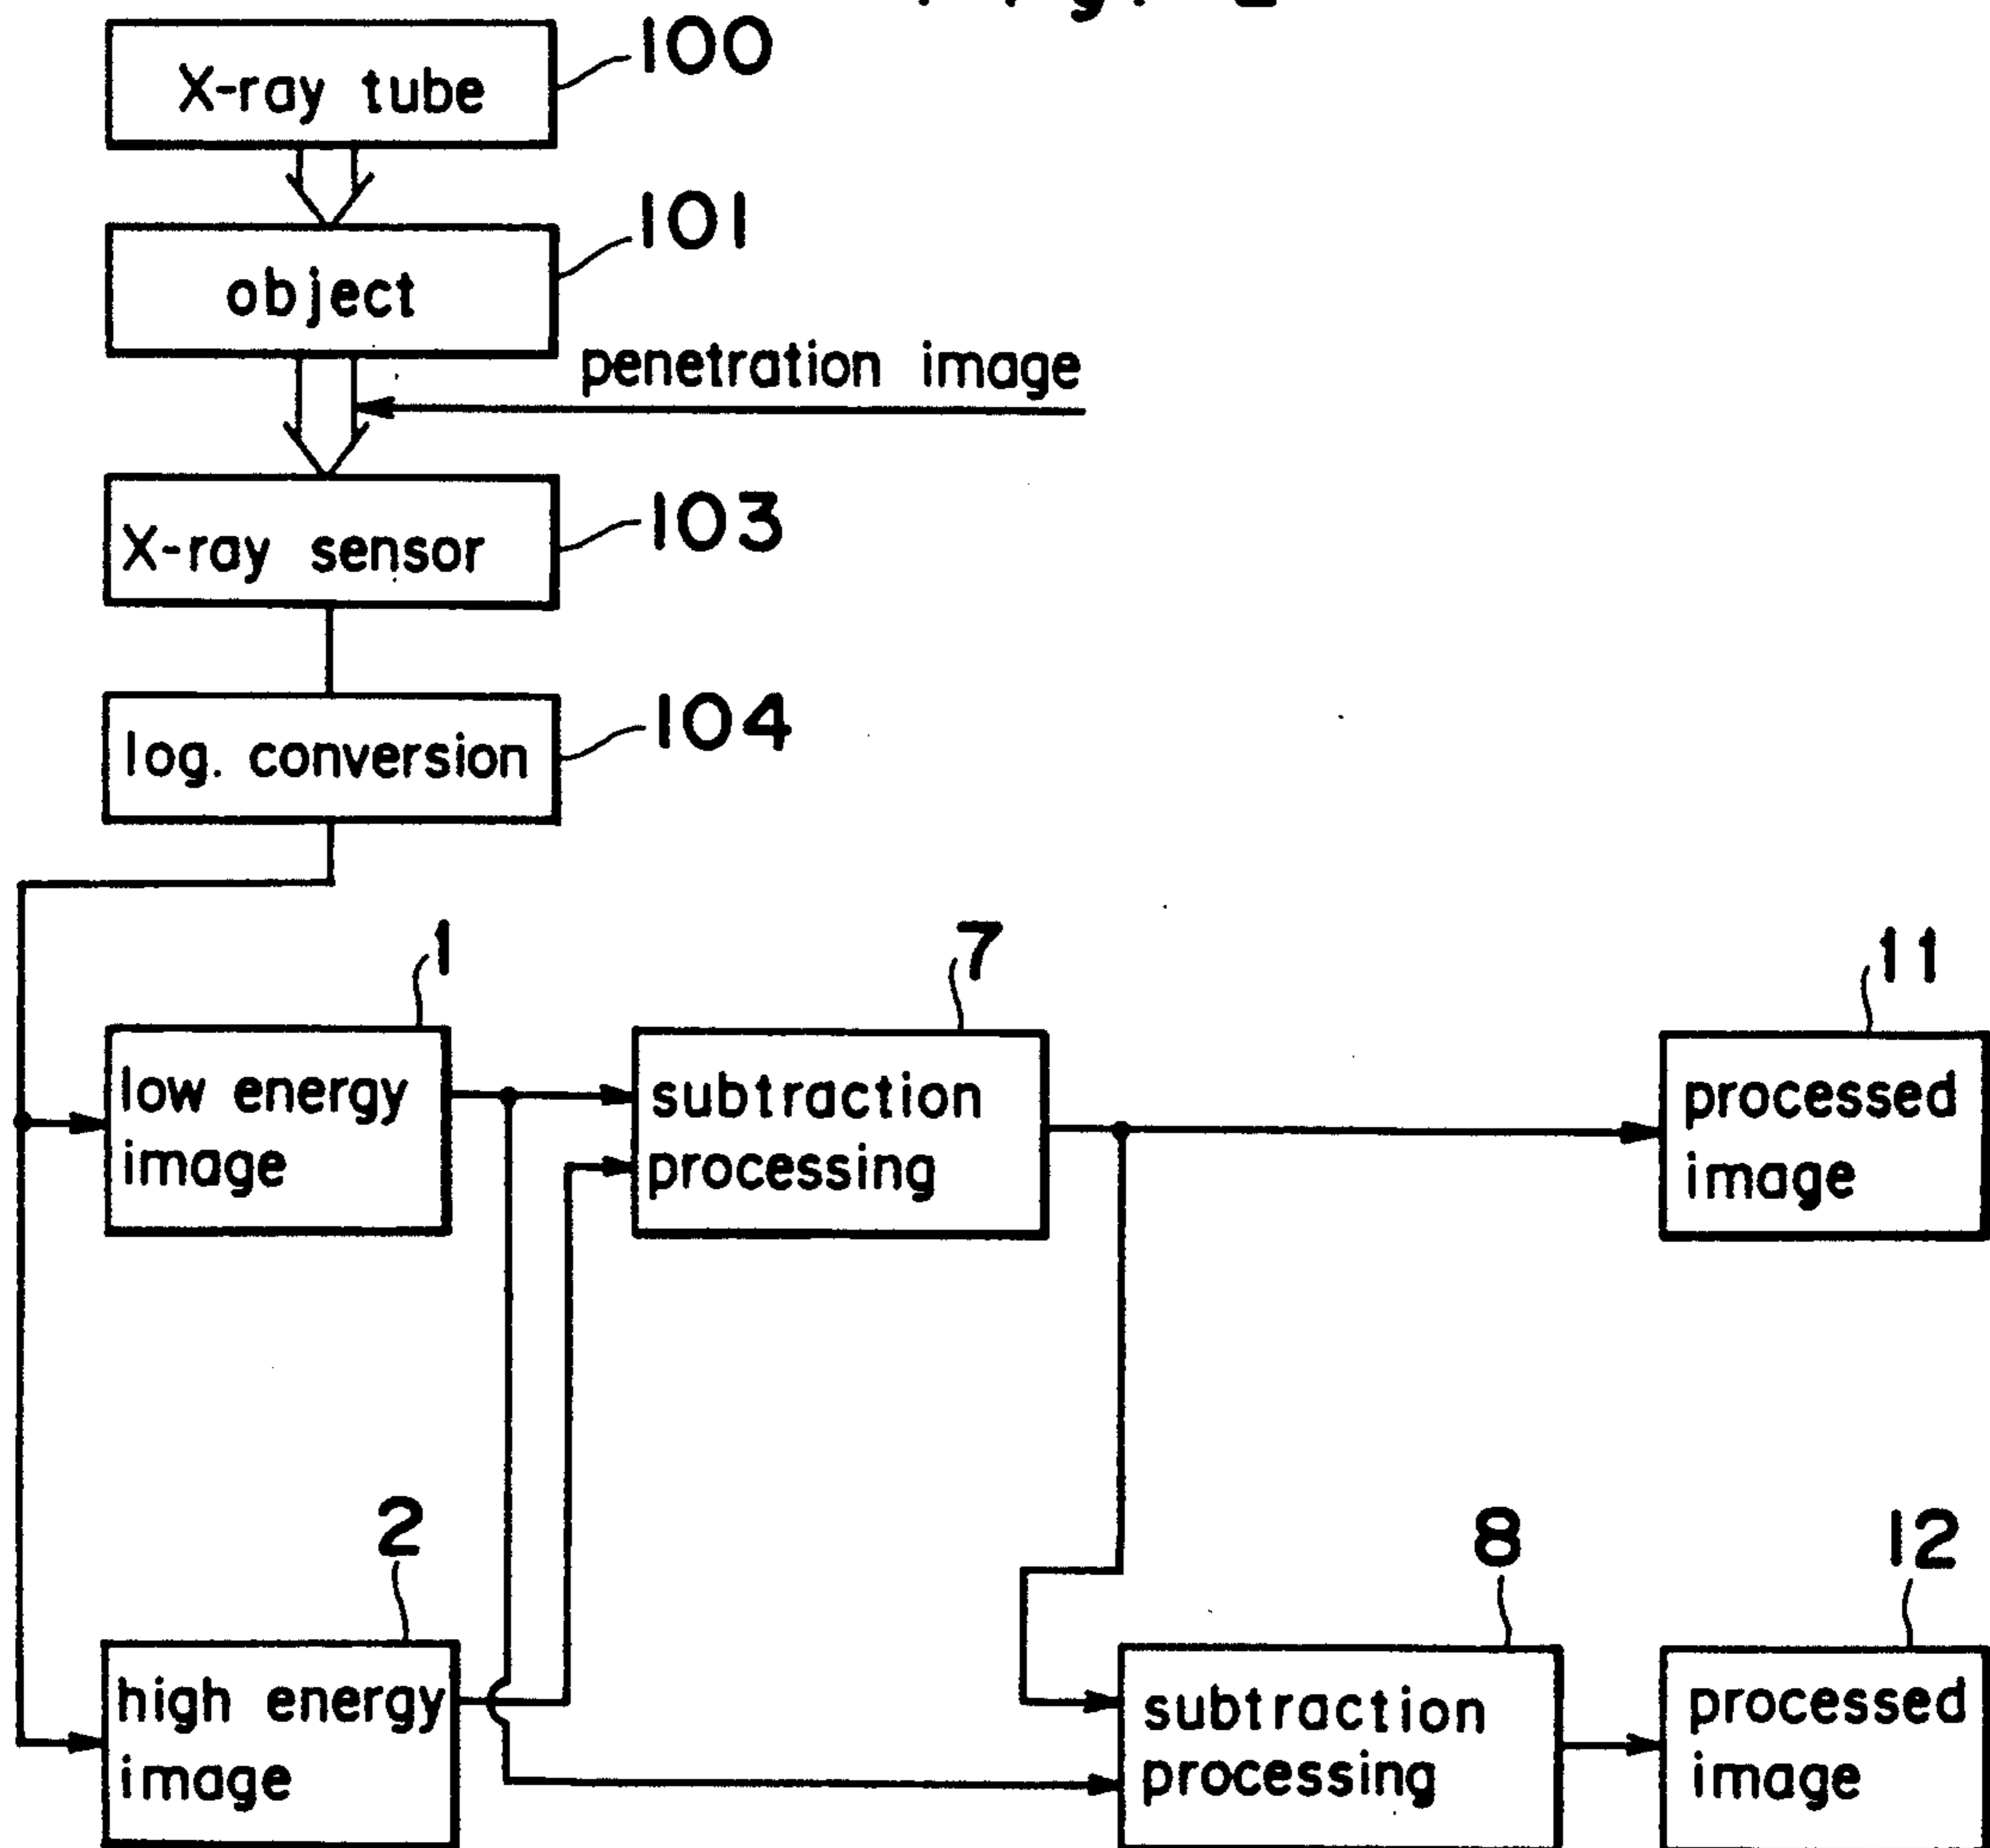 X-ray tube
100
object
101
penetration image
X-ray sensor
103
log. conversion
104
1
7
11
low energy
image
subtraction
processing
processed
image
2
8
12
high energy
image
subtraction
processing
processed
image